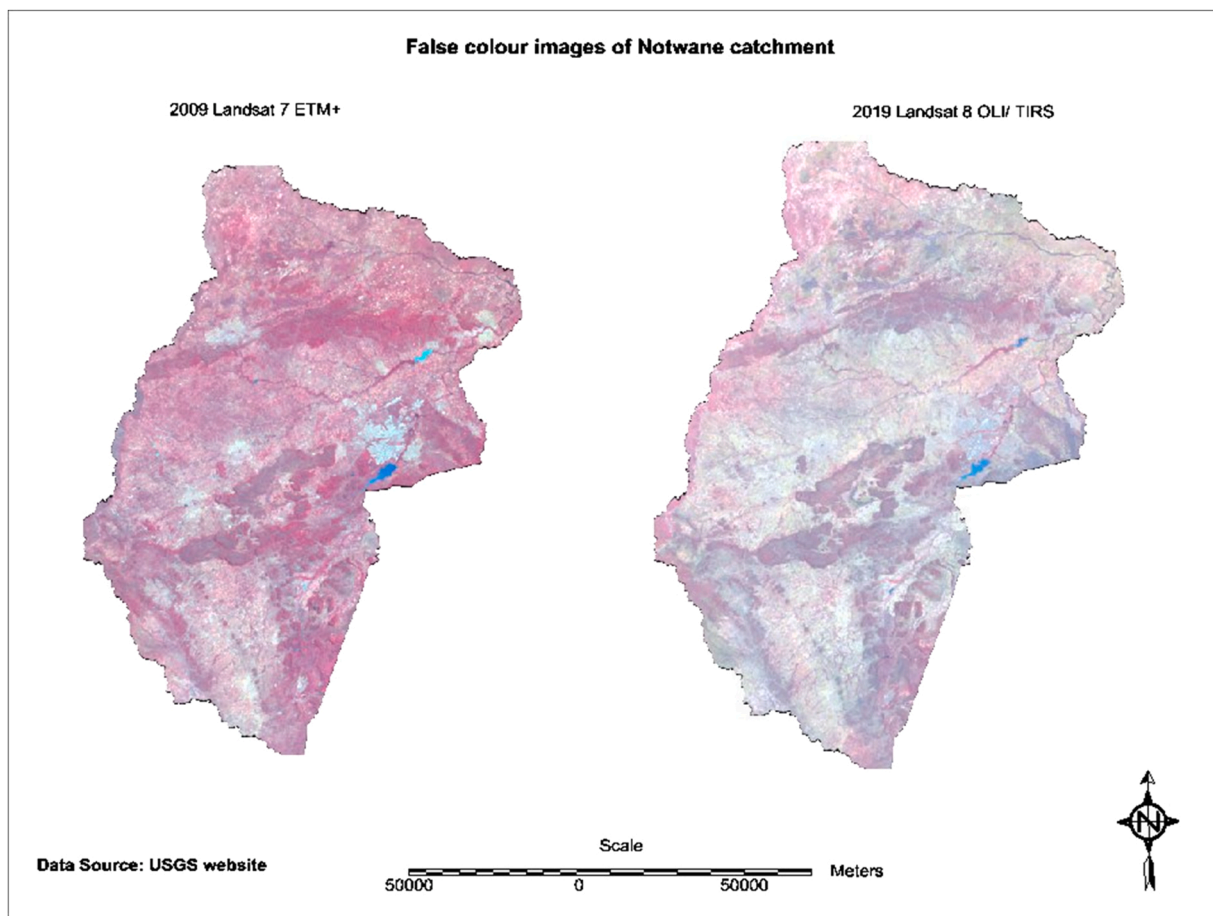 False colour images of Notwane catchment
2009 Landsat 7 ETM+
2019 Landsat 8 OLI/ TIRS
N
Data Source: USGS website
Scale
50000 0 50000 Meters